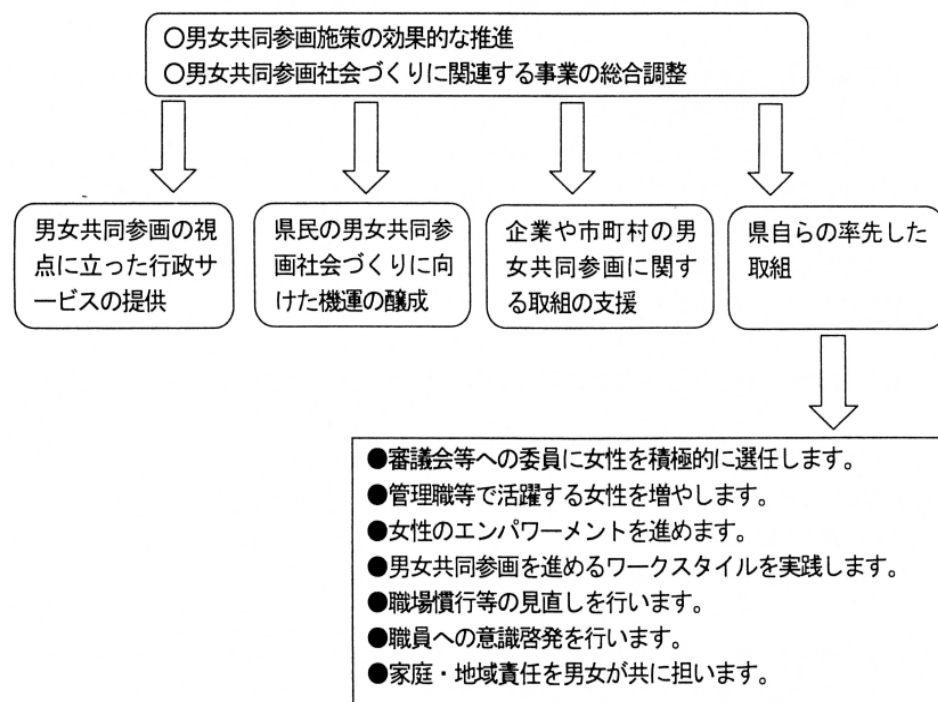 ○男女共同参画施策の効果的な推進
○男女共同参画社会づくりに関連する事業の総合調整
男女共同参画の視
点に立った行政サ
ービスの提供
県民の男女共同参
画社会づくりに向
けた機運の醸成
企業や市町村の男
女共同参画に関す
る取組の支援
県自らの率先した
取組
●審議会等への委員に女性を積極的に選任します。
●管理職等で活躍する女性を増やします。
●女性のエンパワーメントを進めます。
●男女共同参画を進めるワークスタイルを実践します。
●職場慣行等の見直しを行います。
●職員への意識啓発を行います。
●家庭・地域責任を男女が共に担います。